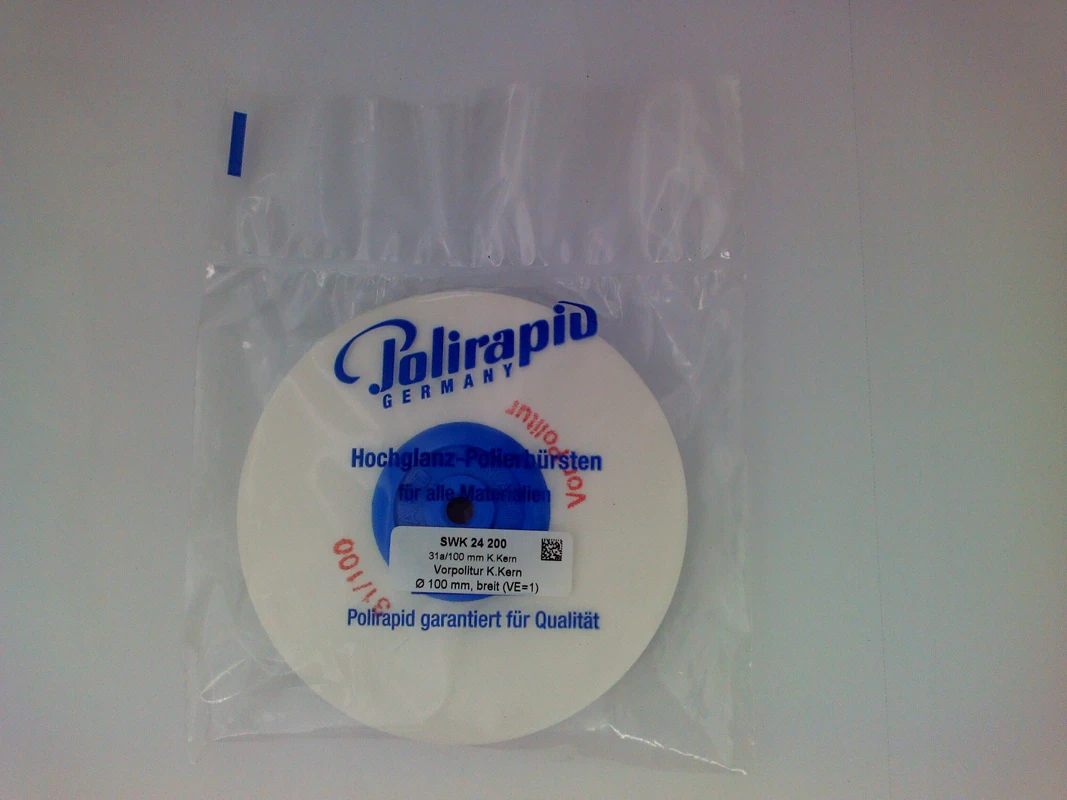 Polirapid
GERMANY
Vorpolitur
Hochglanz-Polierbürsten
für alle Materialien
SWK 24 200
31a/100 mm K.Kern
Vorpolitur K.Kern
Ø 100 mm, breit (VE=1)
31/100
Polirapid garantiert für Qualität